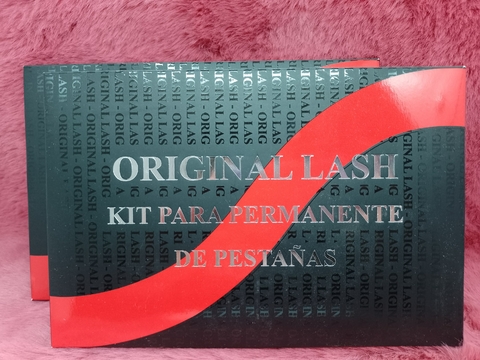 ORIGINAL LASH
KIT PARA PERMANENTE
DE PESTAÑAS